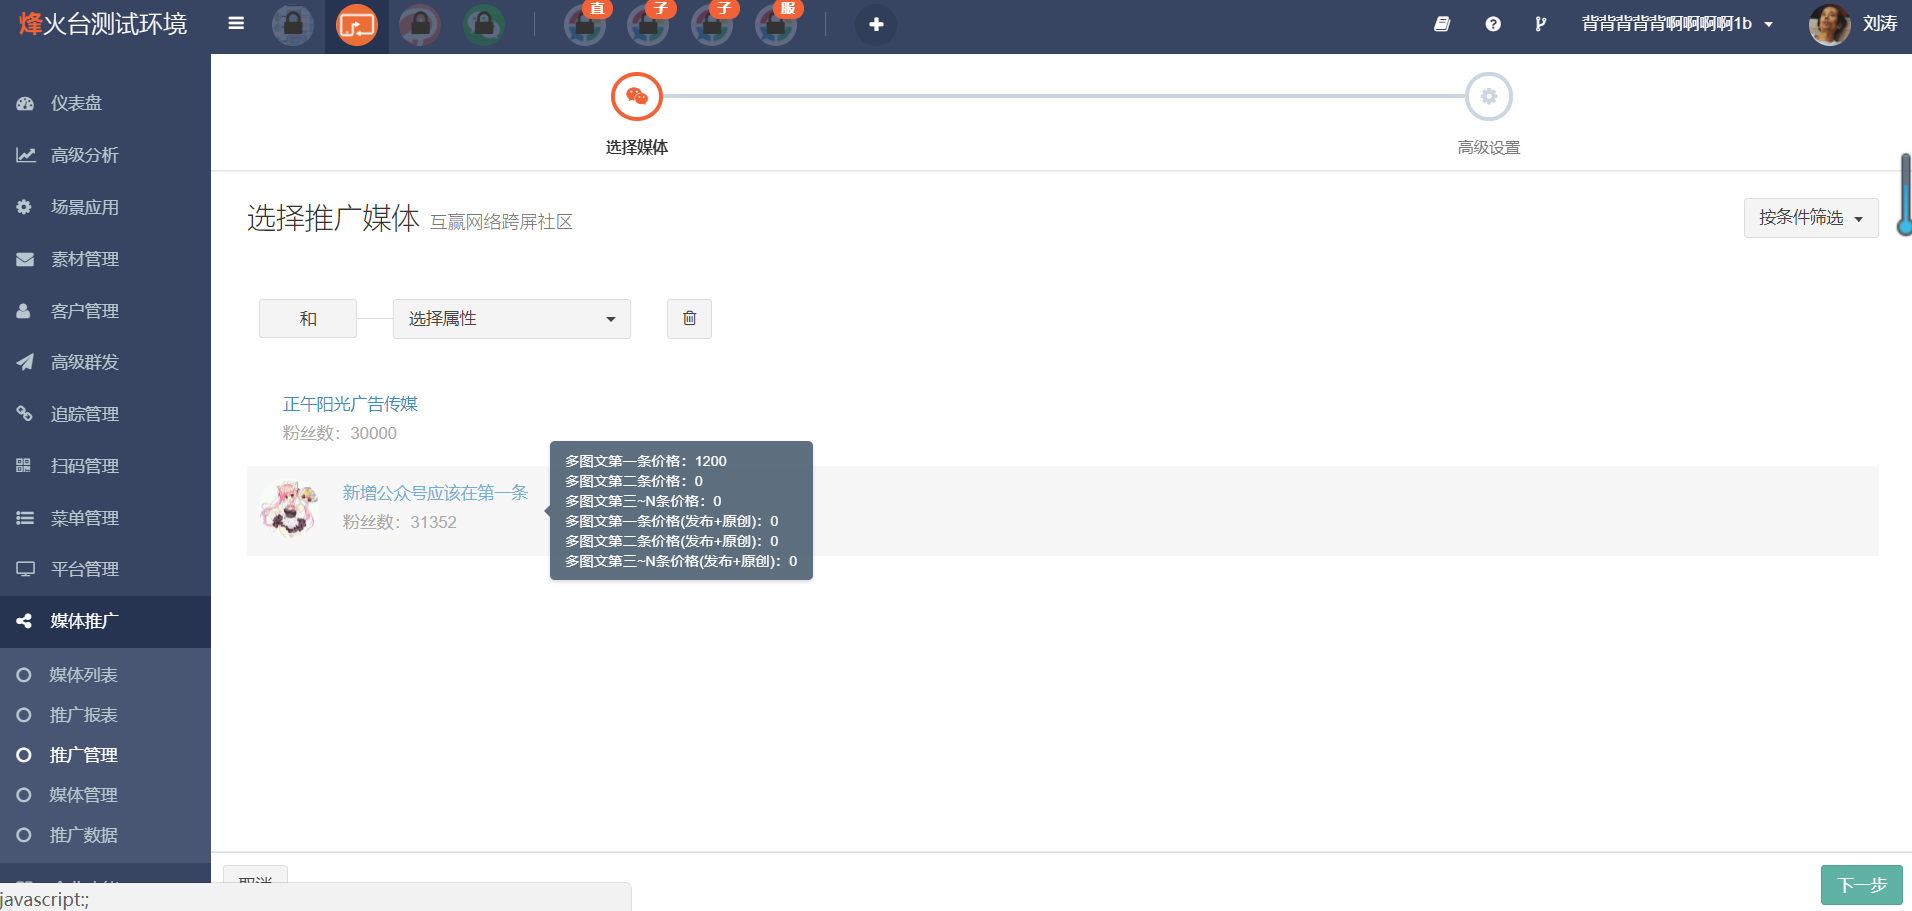 烽火台测试环境
直
子
子
服
背背背背背啊啊啊啊1b
刘涛
仪表盘
高级分析
场景应用
素材管理
客户管理
高级群发
追踪管理
扫码管理
菜单管理
平台管理
媒体推广
媒体列表
推广报表
推广管理
媒体管理
推广数据
选择媒体
高级设置
选择推广媒体 互赢网络跨屏社区
按条件筛选
和
选择属性
正午阳光广告传媒
粉丝数：30000
新增公众号应该在第一条
粉丝数：31352
多图文第一条价格：1200
多图文第二条价格：0
多图文第三~N条价格：0
多图文第一条价格(发布+原创)：0
多图文第二条价格(发布+原创)：0
多图文第三~N条价格(发布+原创)：0
取消
下一步
javascript:;